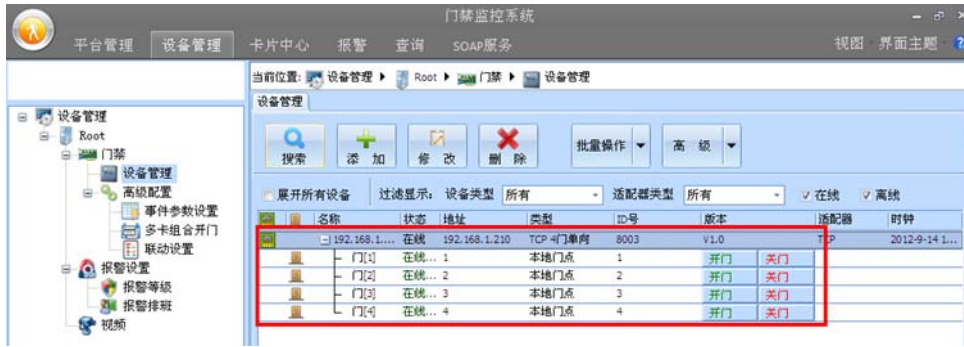 门禁监控系统
平台管理 设备管理 卡片中心 报警 查询 SOAP服务 视图 界面主题
当前位置: 设备管理 Root 门禁 设备管理
设备管理
设备管理
Root
门禁
设备管理
高级配置
事件参数设置
多卡组合开门
联动设置
报警设置
报警等级
报警排班
视频
搜索 添 加 修 改 删 除 批量操作 高 级
展开所有设备 过滤显示: 设备类型 所有 适配器类型 所有 在线 离线
名称 状态 地址 类型 ID号 版本 适配器 时钟
192.168.1.... 在线 192.168.1.210 TCP 4门单向 8003 V1.0 TCP 2012-9-14 1...
门[1] 在线... 1 本地门点 1 开门 关门
门[2] 在线... 2 本地门点 2 开门 关门
门[3] 在线... 3 本地门点 3 开门 关门
门[4] 在线... 4 本地门点 4 开门 关门